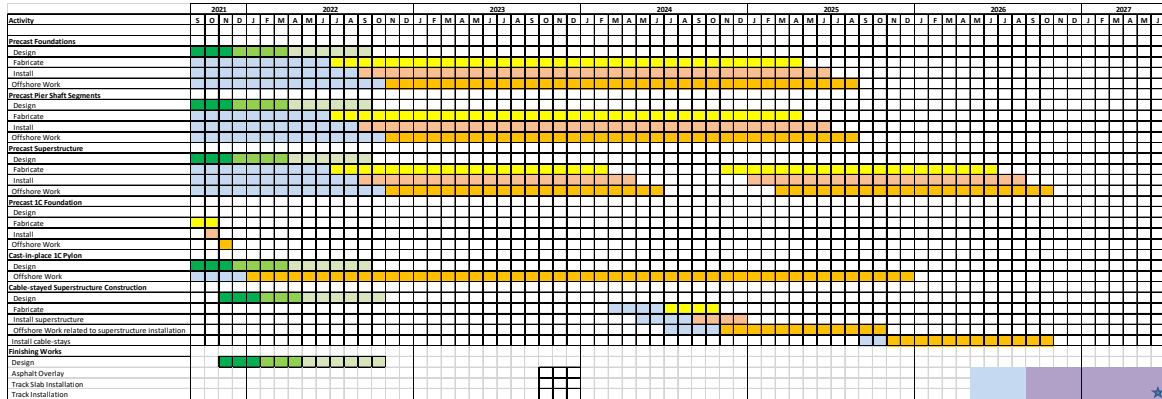 2021 2022 2023 2024 2025 2026 2027
Activity S O N D J F M A M J J A S O N D J F M A M J J A S O N D J F M A M J J A S O N D J F M A M J J A S O N D J F M A M J J A S O N D J F M A M J
Precast Foundations
Design
Fabricate
Install
Offshore Work
Precast Pier Shaft Segments
Design
Fabricate
Install
Offshore Work
Precast Superstructure
Design
Fabricate
Install
Offshore Work
Precast 1C Foundation
Design
Fabricate
Install
Offshore Work
Cast-in-place 1C Pylon
Design
Offshore Work
Cable-stayed Superstructure Construction
Design
Fabricate
Install superstructure
Offshore Work related to superstructure installation
Install cable-stays
Finishing Works
Design
Asphalt Overlay
Track Slab Installation
Track Installation